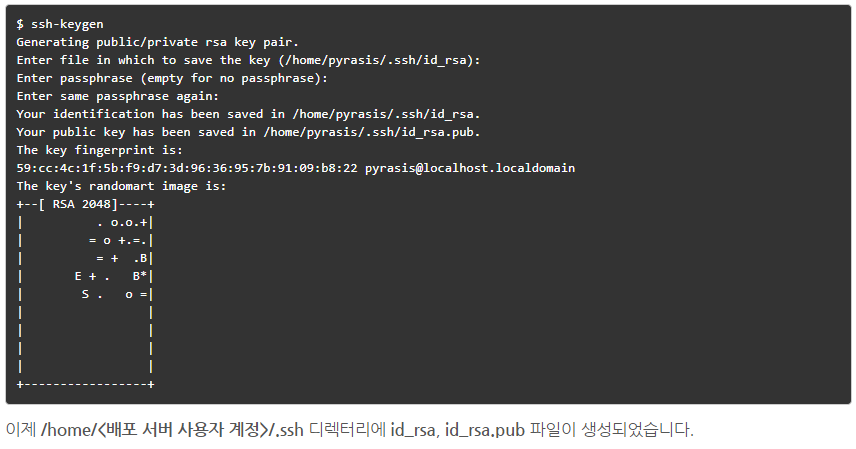 $ ssh-keygen
Generating public/private rsa key pair.
Enter file in which to save the key (/home/pyrasis/.ssh/id_rsa):
Enter passphrase (empty for no passphrase):
Enter same passphrase again:
Your identification has been saved in /home/pyrasis/.ssh/id_rsa.
Your public key has been saved in /home/pyrasis/.ssh/id_rsa.pub.
The key fingerprint is:
59:cc:4c:1f:5b:f9:d7:3d:96:36:95:7b:91:09:b8:22 pyrasis@localhost.localdomain
The key's randomart image is:
+--[ RSA 2048]----+
|          . o.o.+|
|         = o +.=.|
|          = +  .B|
|       E + .   B*|
|        S .   o =|
|                 |
|                 |
|                 |
|                 |
+-----------------+
이제 /home/<배포 서버 사용자 계정>/.ssh 디렉터리에 id_rsa, id_rsa.pub 파일이 생성되었습니다.